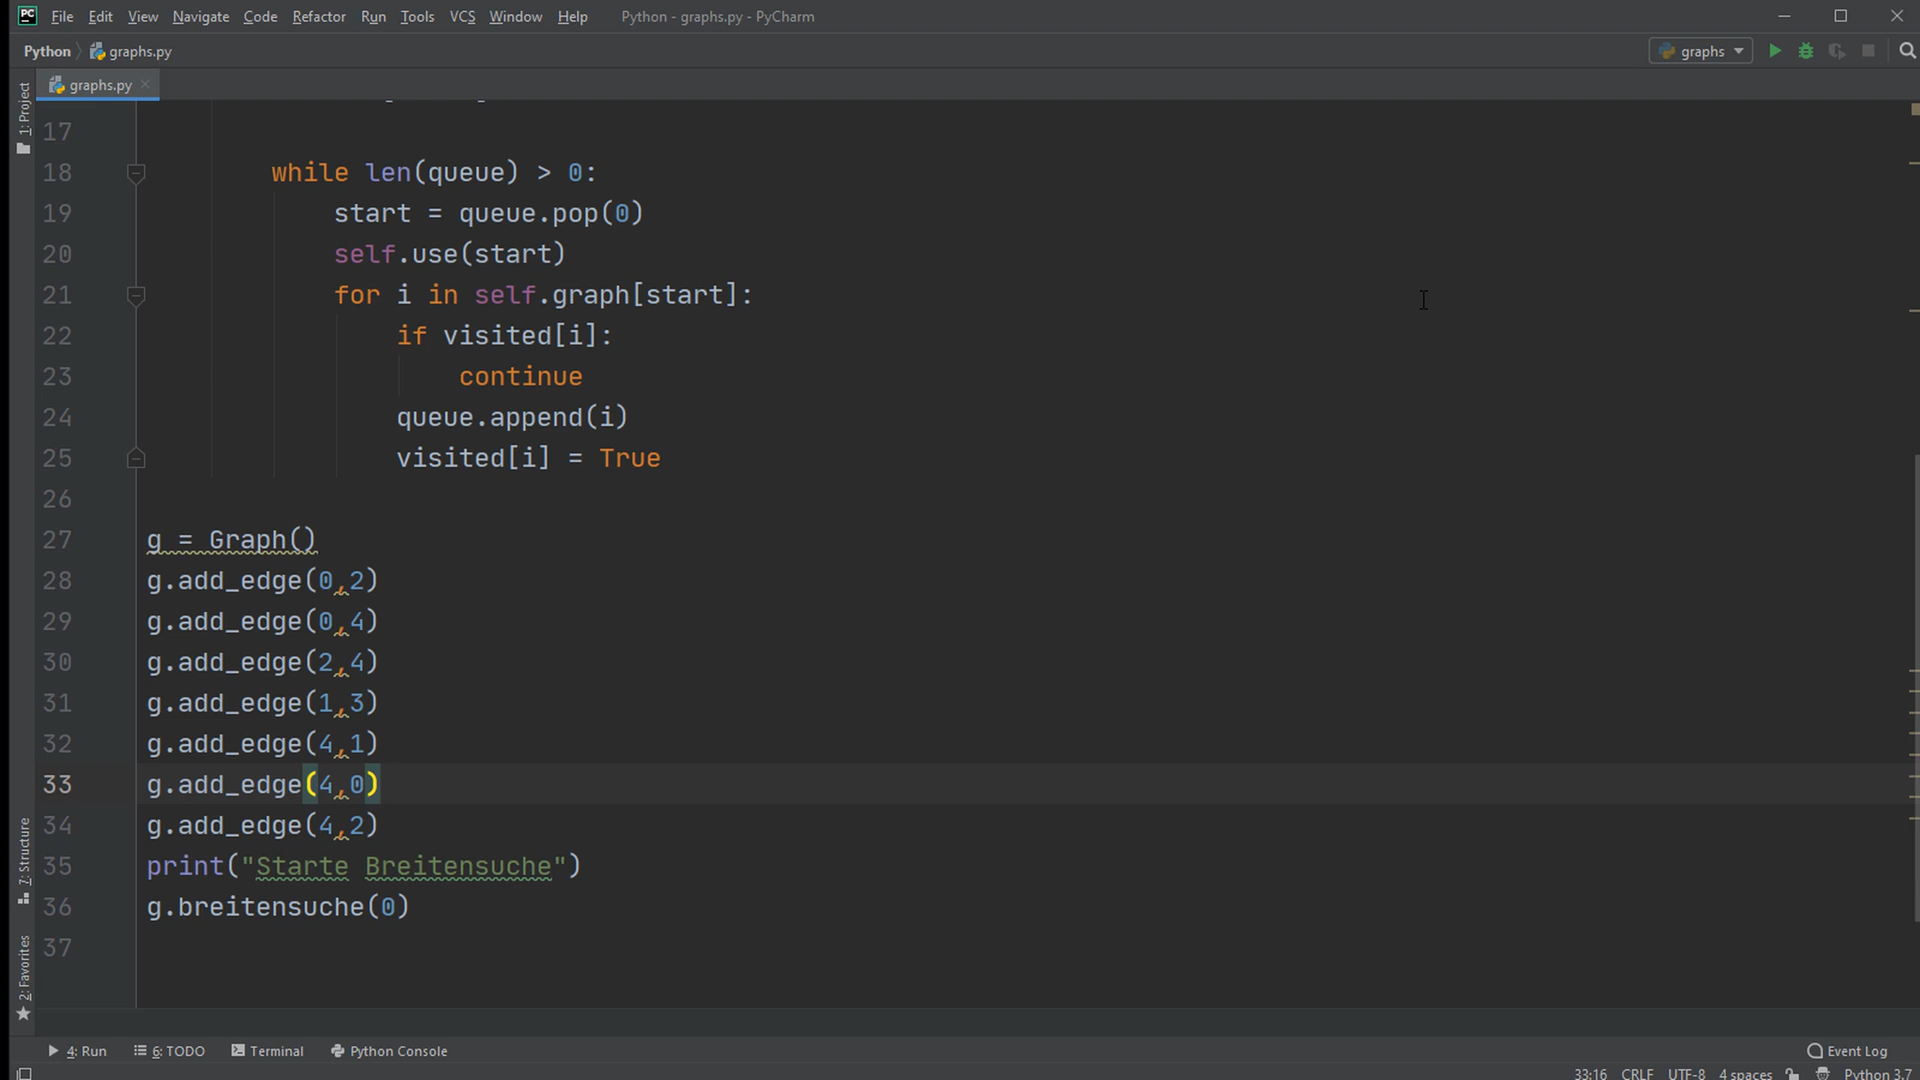 PC File Edit View Navigate Code Refactor Run Tools VCS Window Help Python - graphs.py - PyCharm
Python graphs.py graphs
graphs.py
1: Project
17
18 while len(queue) > 0:
19 start = queue.pop(0)
20 self.use(start)
21 for i in self.graph[start]:
22 if visited[i]:
23 continue
24 queue.append(i)
25 visited[i] = True
26
27 g = Graph()
28 g.add_edge(0,2)
29 g.add_edge(0,4)
30 g.add_edge(2,4)
31 g.add_edge(1,3)
32 g.add_edge(4,1)
33 g.add_edge(4,0)
34 g.add_edge(4,2)
35 print("Starte Breitensuche")
36 g.breitensuche(0)
37
7: Structure
2: Favorites
4: Run 6: TODO Terminal Python Console Event Log
33:16 CRLF UTF-8 4 spaces Python 3.7